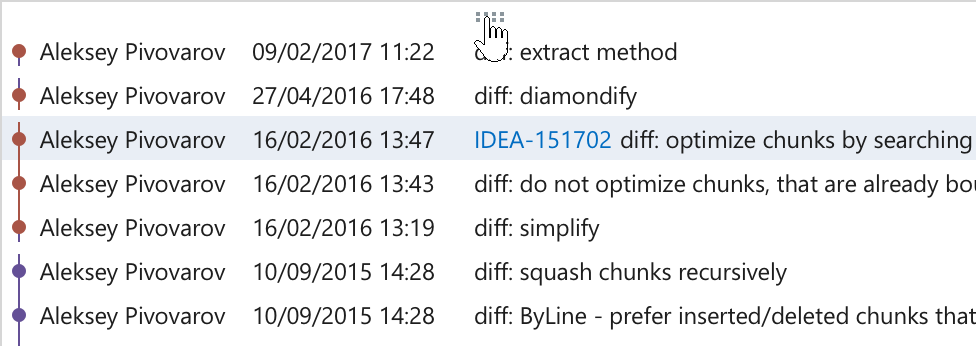 Aleksey Pivovarov 09/02/2017 11:22 diff: extract method
Aleksey Pivovarov 27/04/2016 17:48 diff: diamondify
Aleksey Pivovarov 16/02/2016 13:47 IDEA-151702 diff: optimize chunks by searching
Aleksey Pivovarov 16/02/2016 13:43 diff: do not optimize chunks, that are already
Aleksey Pivovarov 16/02/2016 13:19 diff: simplify
Aleksey Pivovarov 10/09/2015 14:28 diff: squash chunks recursively
Aleksey Pivovarov 10/09/2015 14:28 diff: ByLine - prefer inserted/deleted chunks that